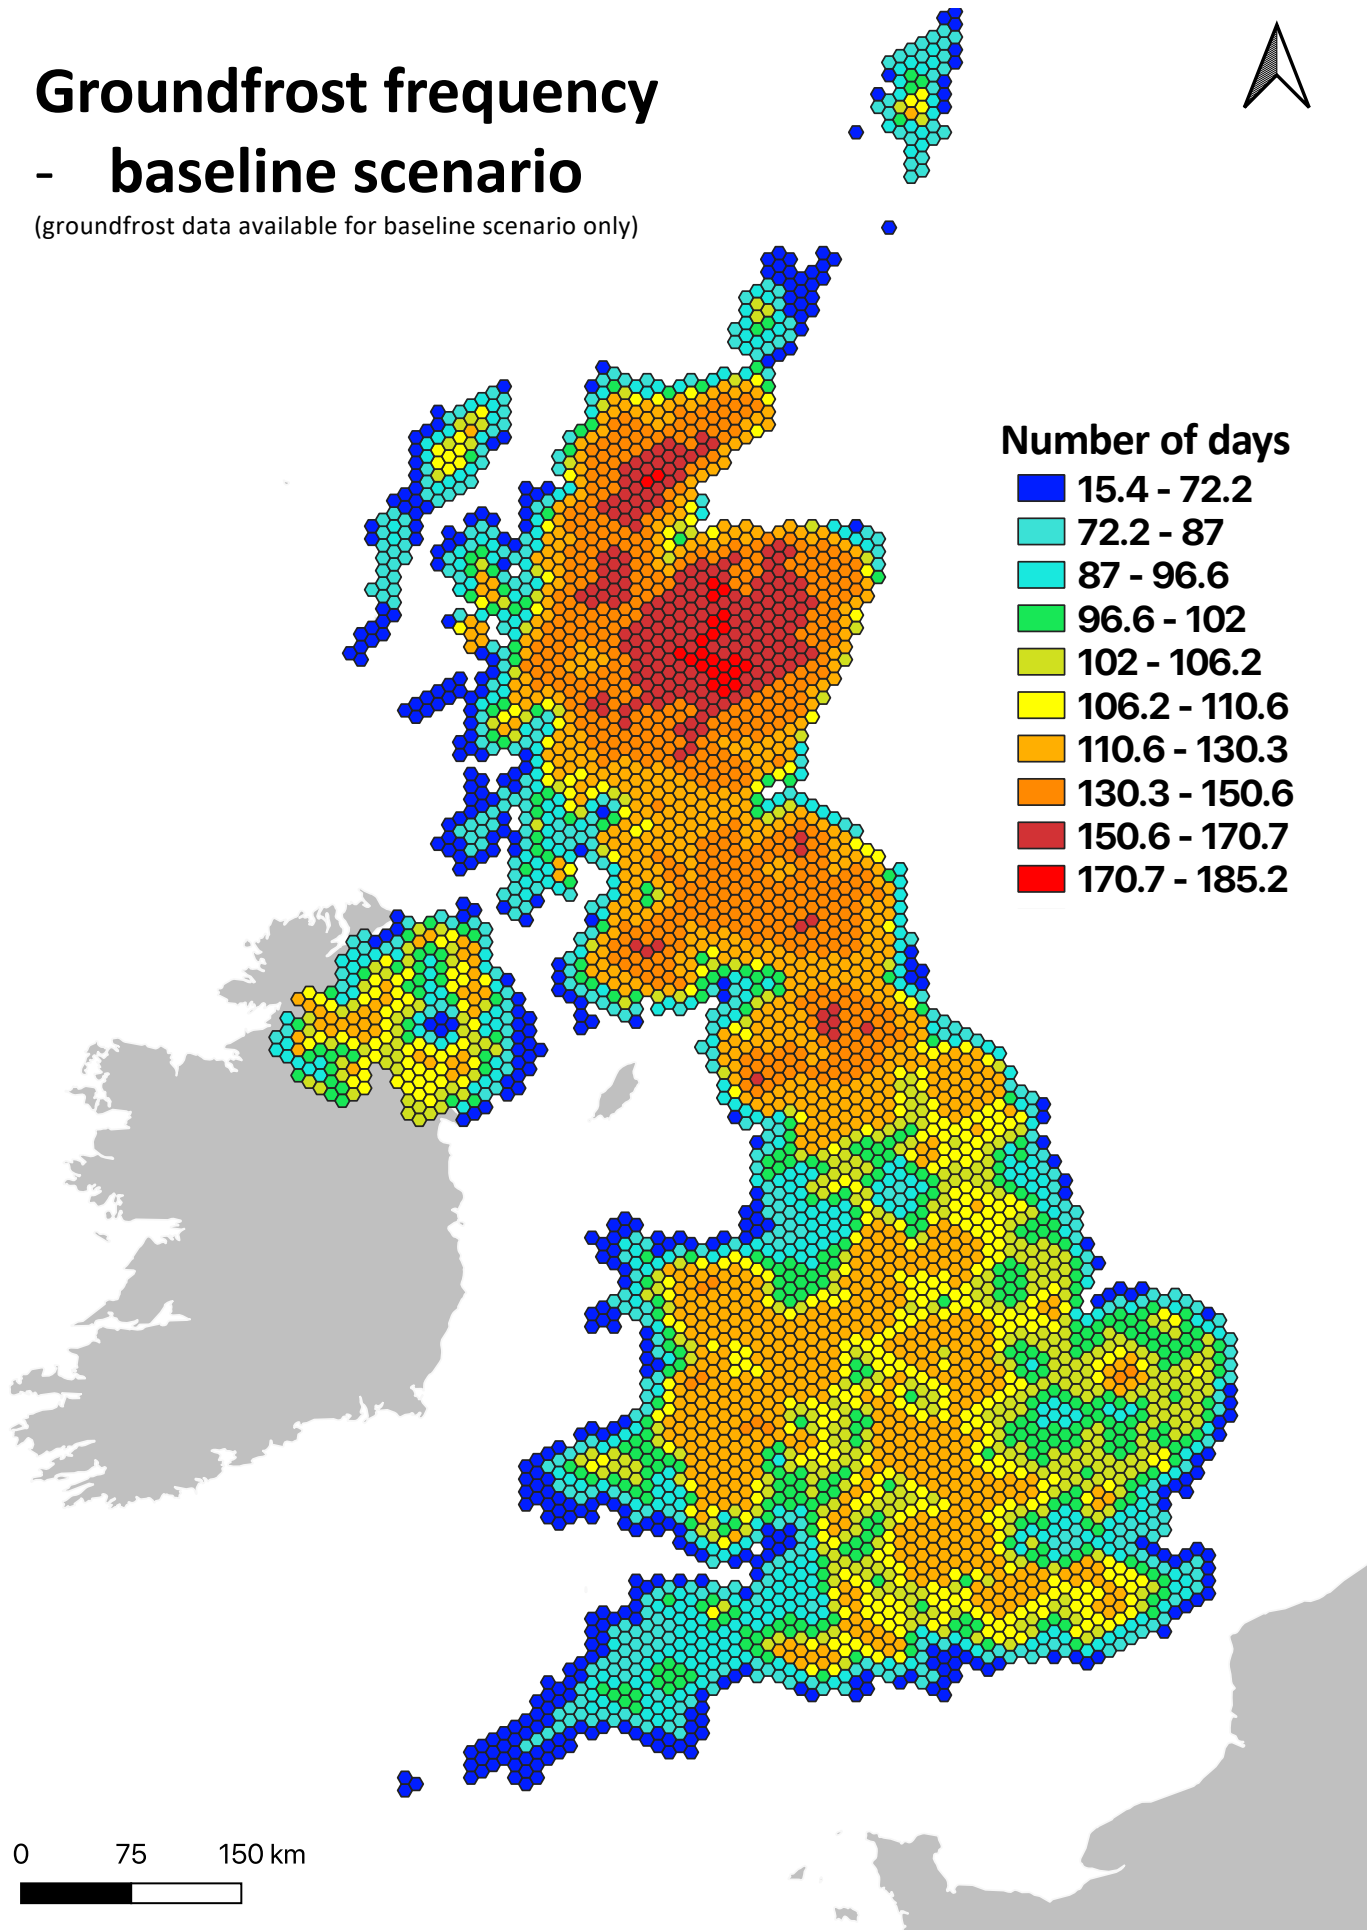 Groundfrost frequency
- baseline scenario
(groundfrost data available for baseline scenario only)
Number of days
15.4 - 72.2
72.2 - 87
87 - 96.6
96.6 - 102
102 - 106.2
106.2 - 110.6
110.6 - 130.3
130.3 - 150.6
150.6 - 170.7
170.7 - 185.2
0 75 150 km